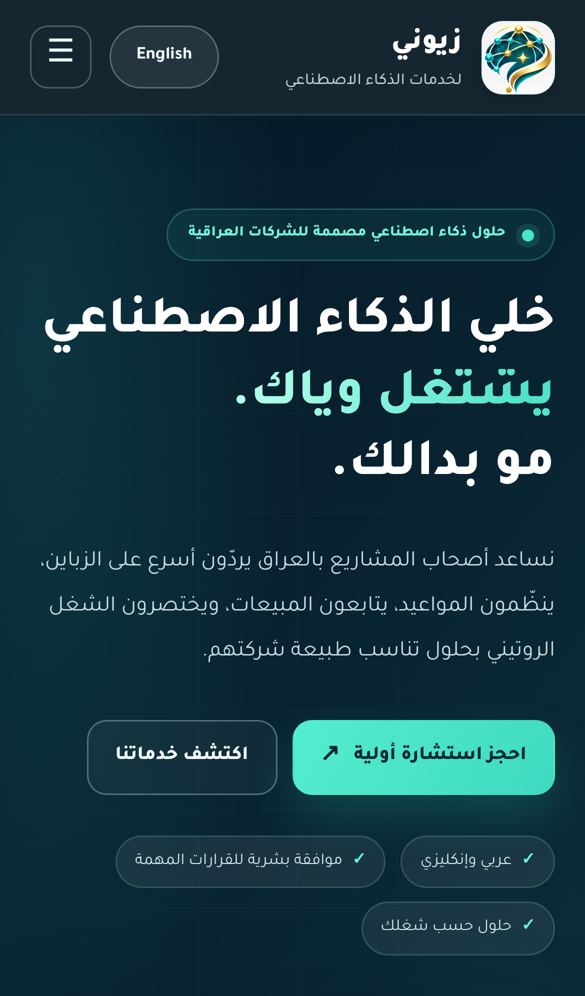 زيوني
لخدمات الذكاء الاصطناعي
English
حلول ذكاء اصطناعي مصممة للشركات العراقية
خلي الذكاء الاصطناعي
يشتغل وياك.
مو بدالك.
نساعد أصحاب المشاريع بالعراق يردّون أسرع على الزباين،
ينظّمون المواعيد، يتابعون المبيعات، ويختصرون الشغل
الروتيني بحلول تناسب طبيعة شركتهم.
احجز استشارة أولية ↗
اكتشف خدماتنا
✓ عربي وإنكليزي
✓ موافقة بشرية للقرارات المهمة
✓ حلول حسب شغلك